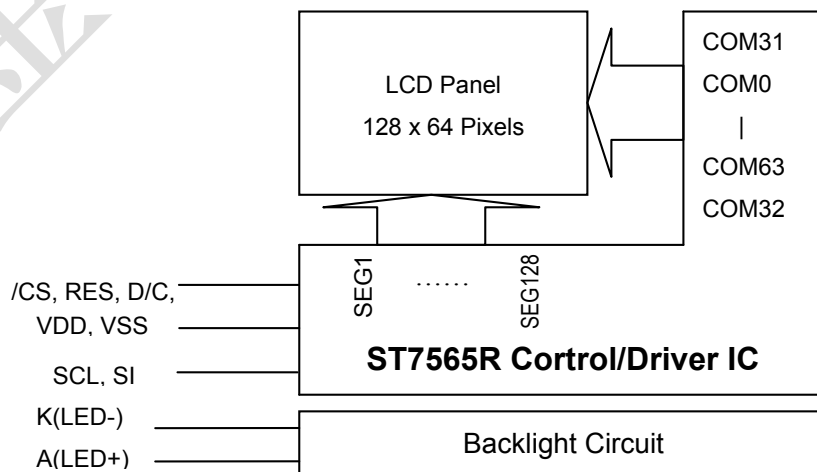 LCD Panel
128 x 64 Pixels
COM31
COM0
|
COM63
COM32
SEG1
......
SEG128
/CS, RES, D/C,
VDD, VSS
SCL, SI
ST7565R Cortrol/Driver IC
K(LED-)
A(LED+)
Backlight Circuit